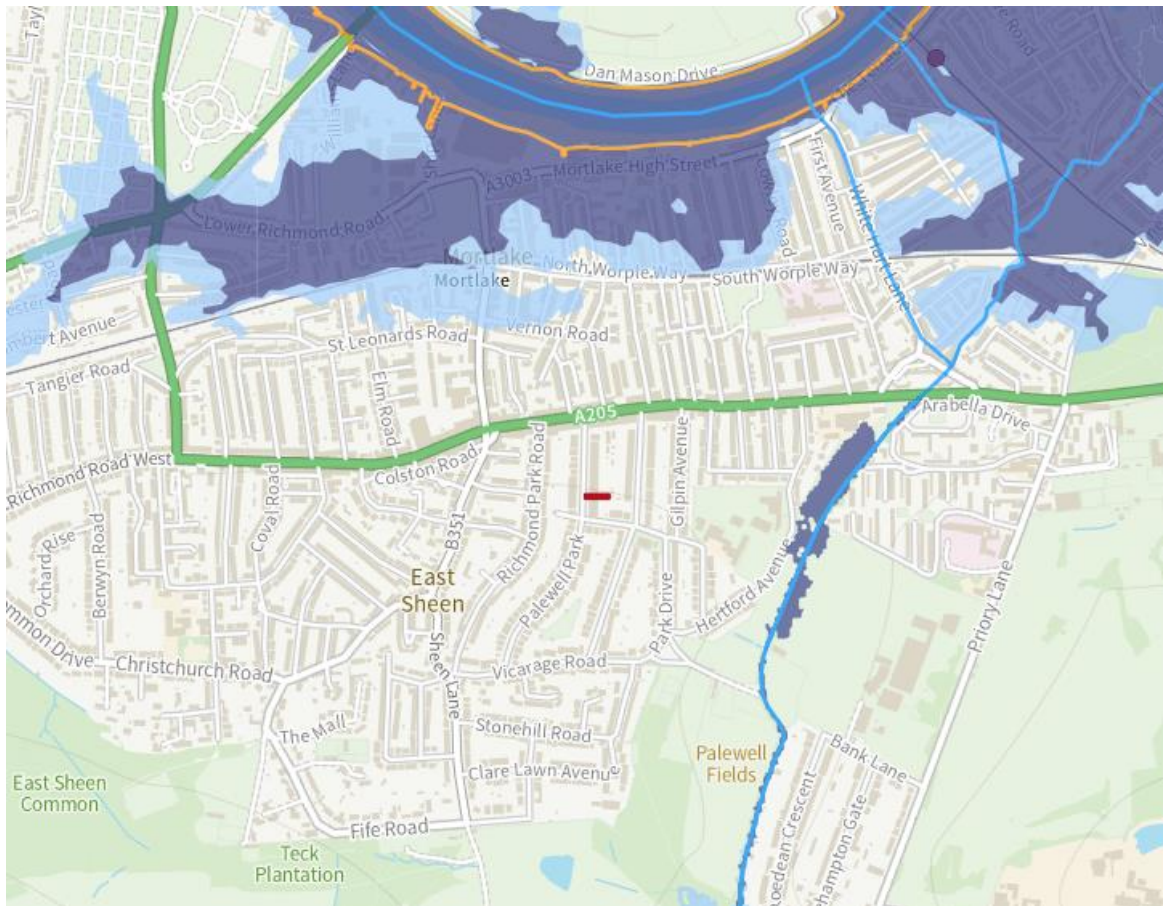 Dan Mason Drive
Mortlake High Street
A3003
First Avenue
White Hart Lane
Lower Richmond Road
Mortlake
Mortlake
North Worple Way
South Worple Way
Vernon Road
St Leonards Road
Tangier Road
Elm Road
A205
Arabella Drive
Richmond Road West
Colston Road
Coval Road
B351
Richmond Park Road
Gilpin Avenue
Orchard Rise
Berwyn Road
East
Sheen
Palewell Park
Park Drive
Hertford Avenue
Priory Lane
Christchurch Road
Sheen Lane
Vicarage Road
The Mall
Stonehill Road
Clare Lawn Avenue
Palewell
Fields
Bank Lane
East Sheen
Common
Fife Road
Teck
Plantation